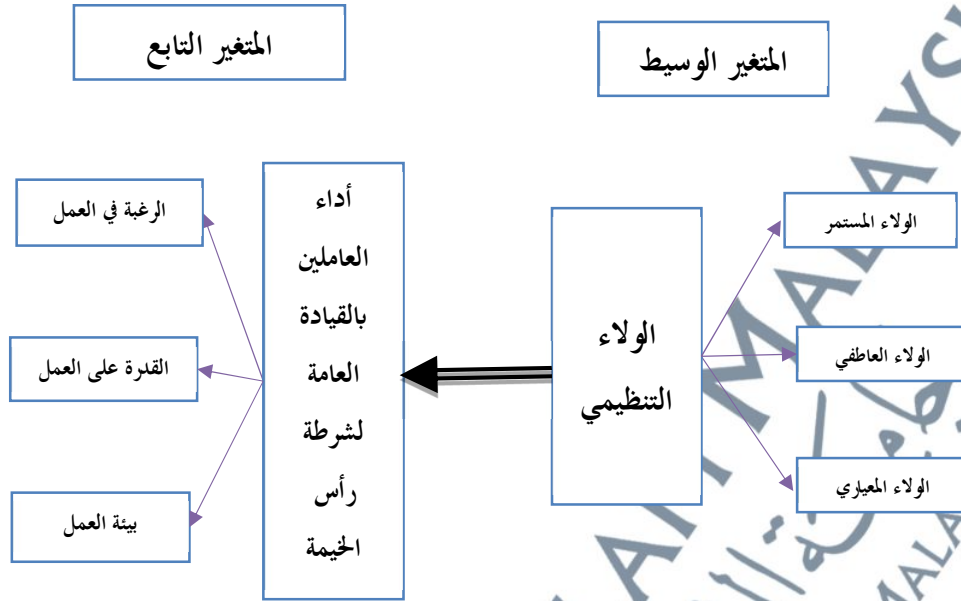 المتغير الوسيط
المتغير التابع
الولاء المستمر
الولاء العاطفي
الولاء المعياري
الولاء
التنظيمي
أداء
العاملين
بالقيادة
العامة
لشرطة
رأس
الخيمة
الرغبة في العمل
القدرة على العمل
بيئة العمل